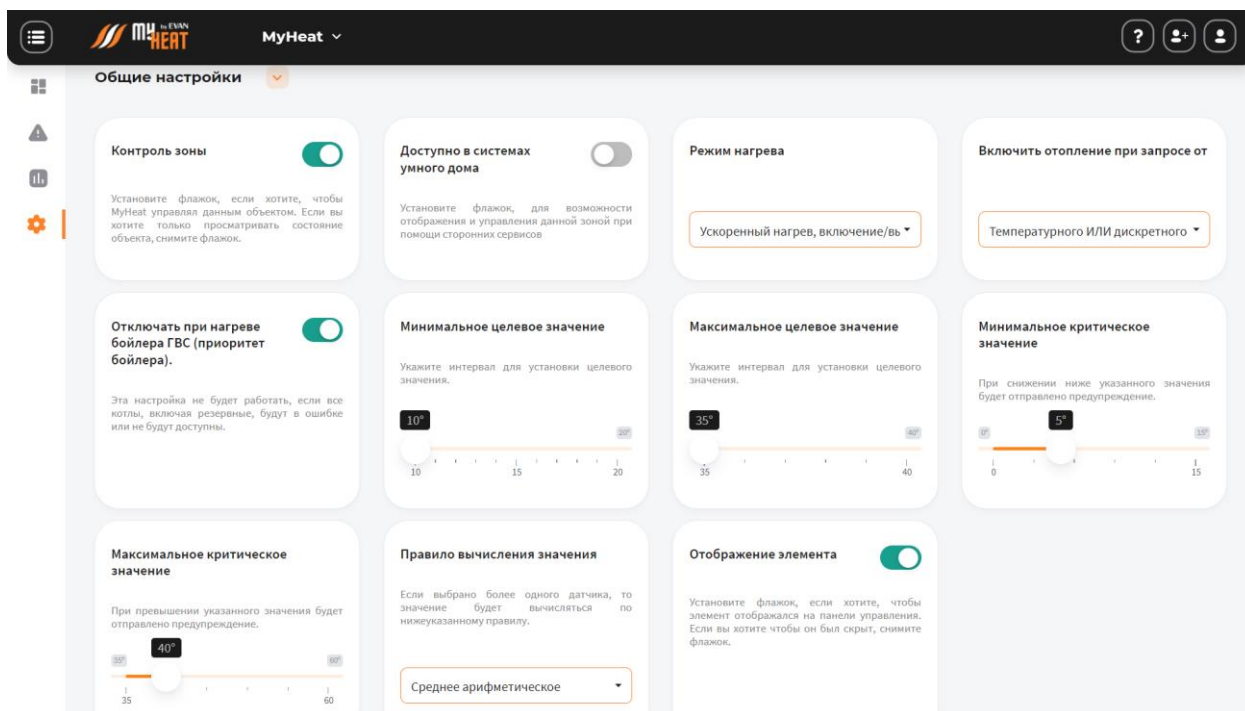 MY by EVAN
HEAT
MyHeat
?
Общие настройки
Контроль зоны
Установите флажок, если хотите, чтобы
MyHeat управлял данным объектом. Если вы
хотите только просматривать состояние
объекта, снимите флажок.
Доступно в системах
умного дома
Установите флажок, для возможности
отображения и управления данной зоной при
помощи сторонних сервисов
Режим нагрева
Ускоренный нагрев, включение/вы
Включить отопление при запросе от
Температурного ИЛИ дискретного
Отключать при нагреве
бойлера ГВС (приоритет
бойлера).
Эта настройка не будет работать, если все
котлы, включая резервные, будут в ошибке
или не будут доступны.
Минимальное целевое значение
Укажите интервал для установки целевого
значения.
10°
20°
10 15 20
Максимальное целевое значение
Укажите интервал для установки целевого
значения.
35°
40°
35 40
Минимальное критическое
значение
При снижении ниже указанного значения
будет отправлено предупреждение.
5°
0° 15°
0 15
Максимальное критическое
значение
При превышении указанного значения будет
отправлено предупреждение.
40°
35° 60°
35 60
Правило вычисления значения
Если выбрано более одного датчика, то
значение будет вычисляться по
нижеуказанному правилу.
Среднее арифметическое
Отображение элемента
Установите флажок, если хотите, чтобы
элемент отображался на панели управления.
Если вы хотите чтобы он был скрыт, снимите
флажок.